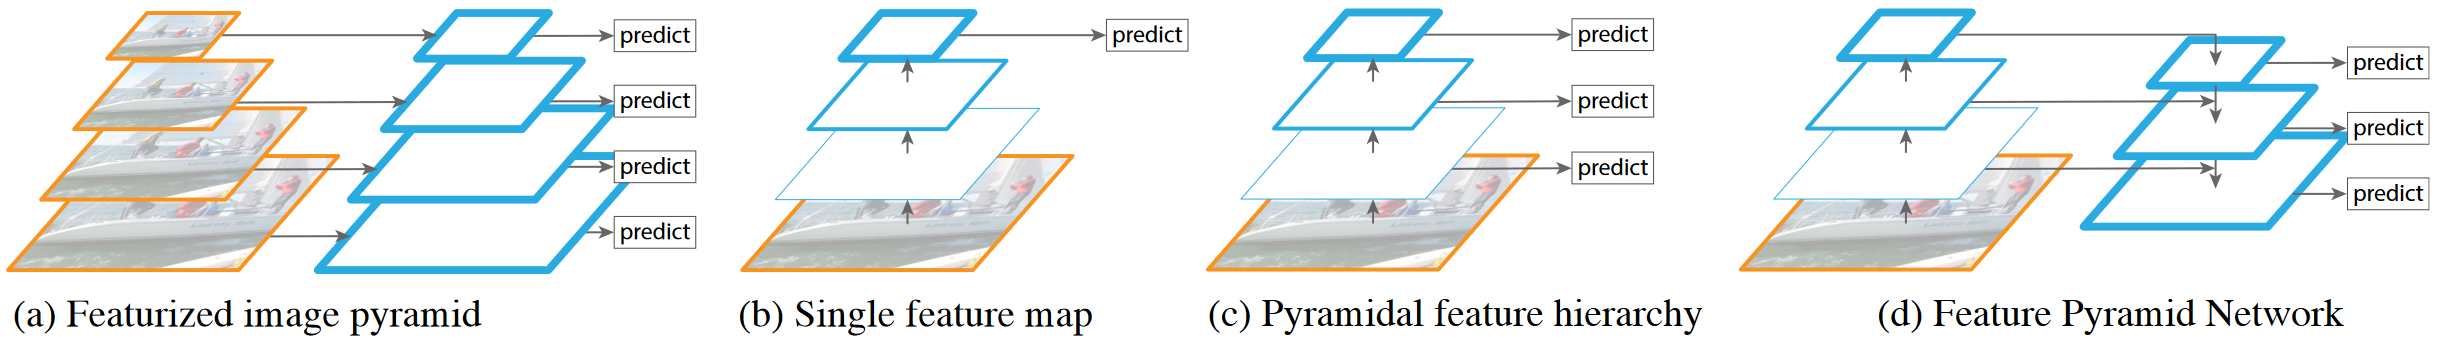 predict
predict
predict
predict
(a) Featurized image pyramid
predict
(b) Single feature map
predict
predict
predict
(c) Pyramidal feature hierarchy
predict
predict
predict
(d) Feature Pyramid Network